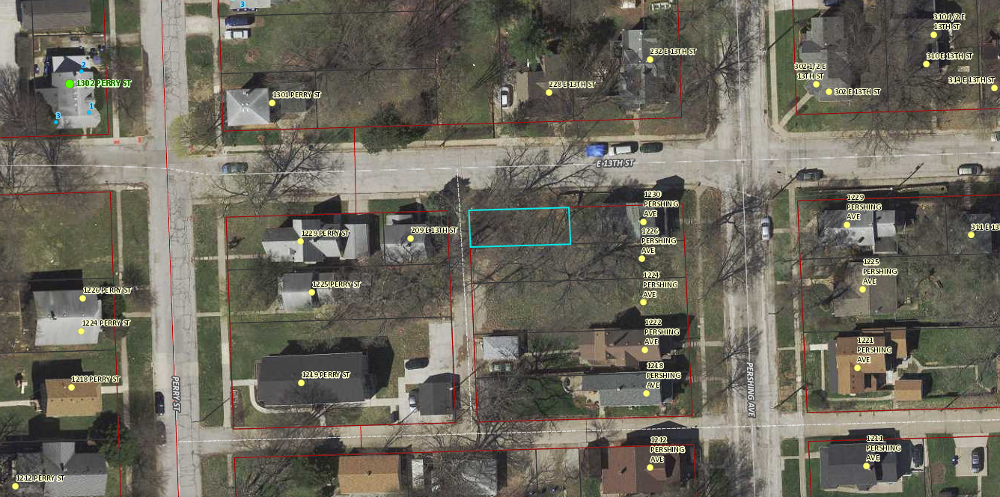 3
310 1/2 E
13TH ST
232 E 13TH ST
310 E 13TH ST
2
302 1/2 E
13TH ST
1302 PERRY ST
314 E 13TH ST
228 E 13TH ST
302 E 13TH ST
1301 PERRY ST
1
3
E 13TH ST
1230
PERSHING
AVE
1229
PERSHING
AVE
209 E 13TH ST
311 E 13
1229 PERRY ST
1226
PERSHING
AVE
1225
PERSHING
AVE
1224
PERSHING
AVE
1225 PERRY ST
1226 PERRY ST
1224 PERRY ST
1222
PERSHING
AVE
1221
PERSHING
AVE
1218
PERSHING
AVE
1219 PERRY ST
1218 PERRY ST
PERRY ST
PERSHING AVE
1212
PERSHING
AVE
1211
PERSHING
AVE
1212 PERRY ST